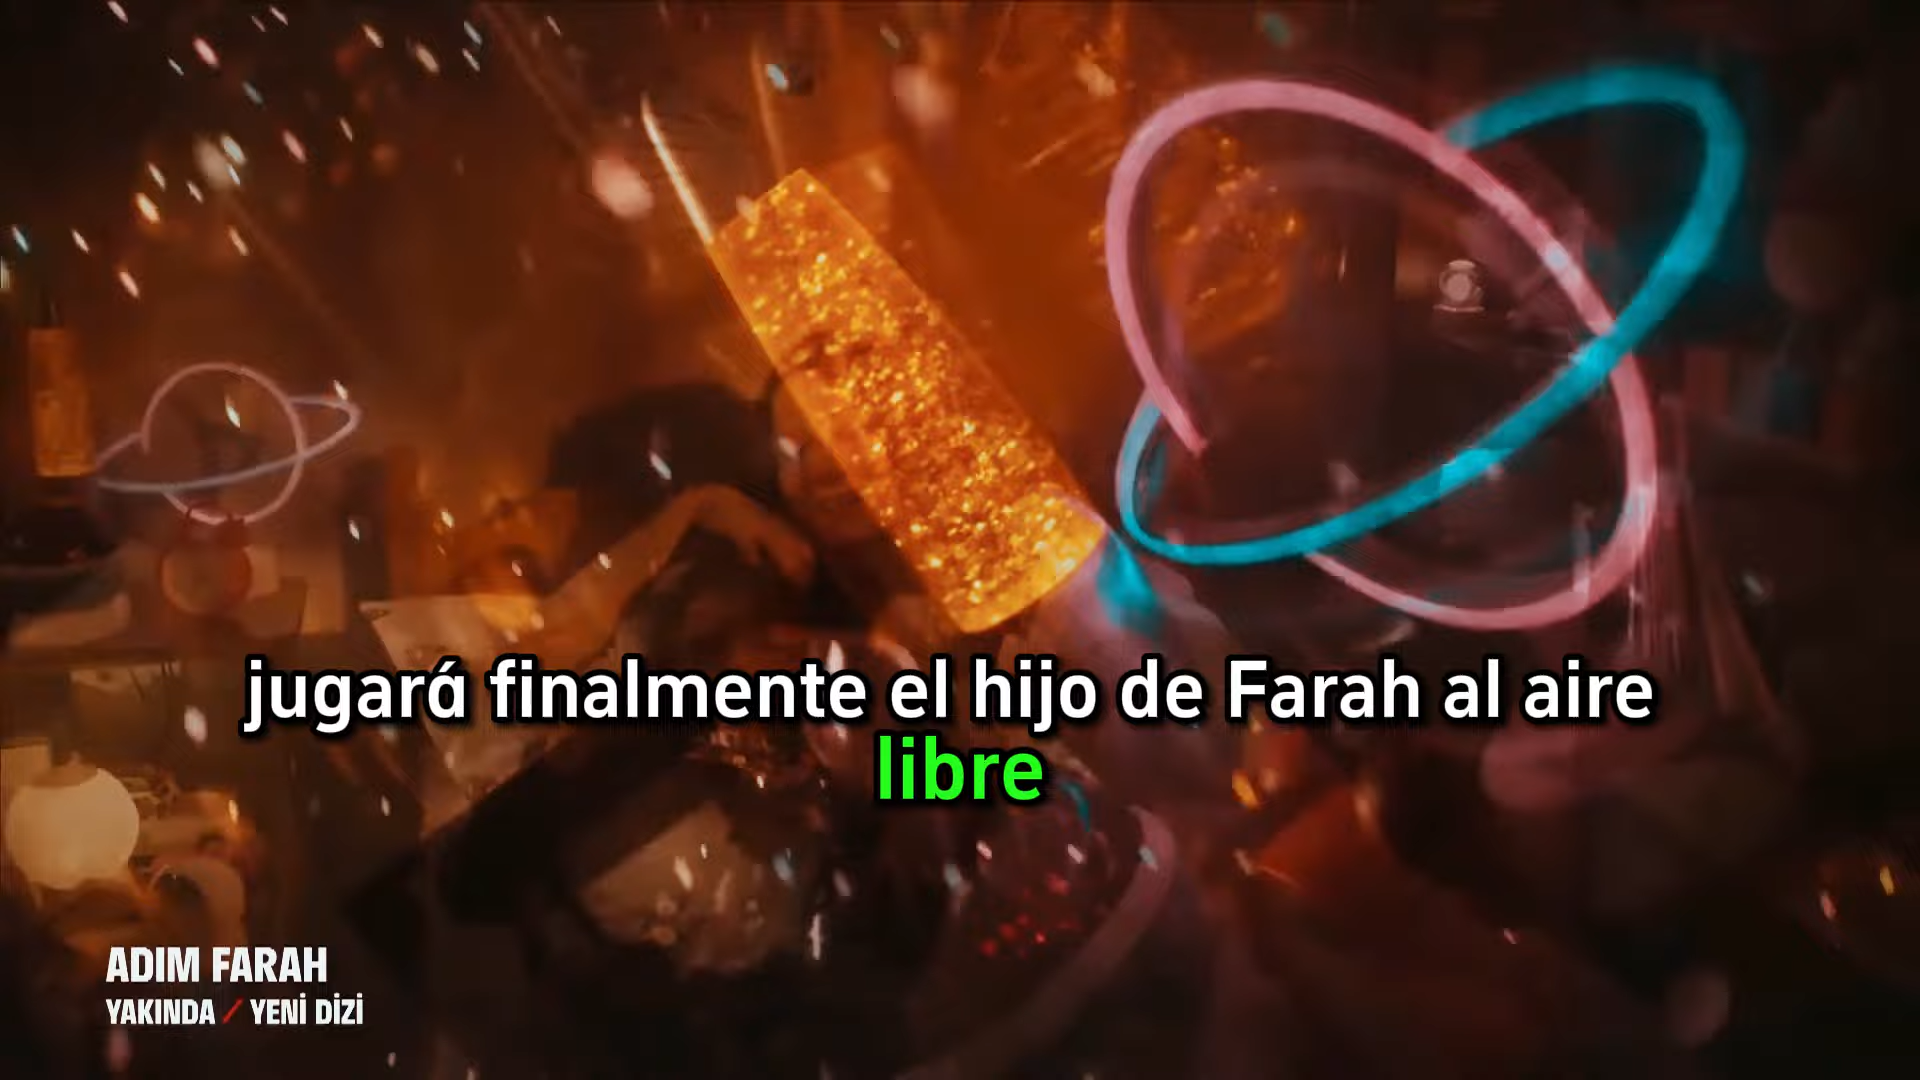 jugará finalmente el hijo de Farah al aire
libre
ADIM FARAH
YAKINDA / YENİ DİZİ